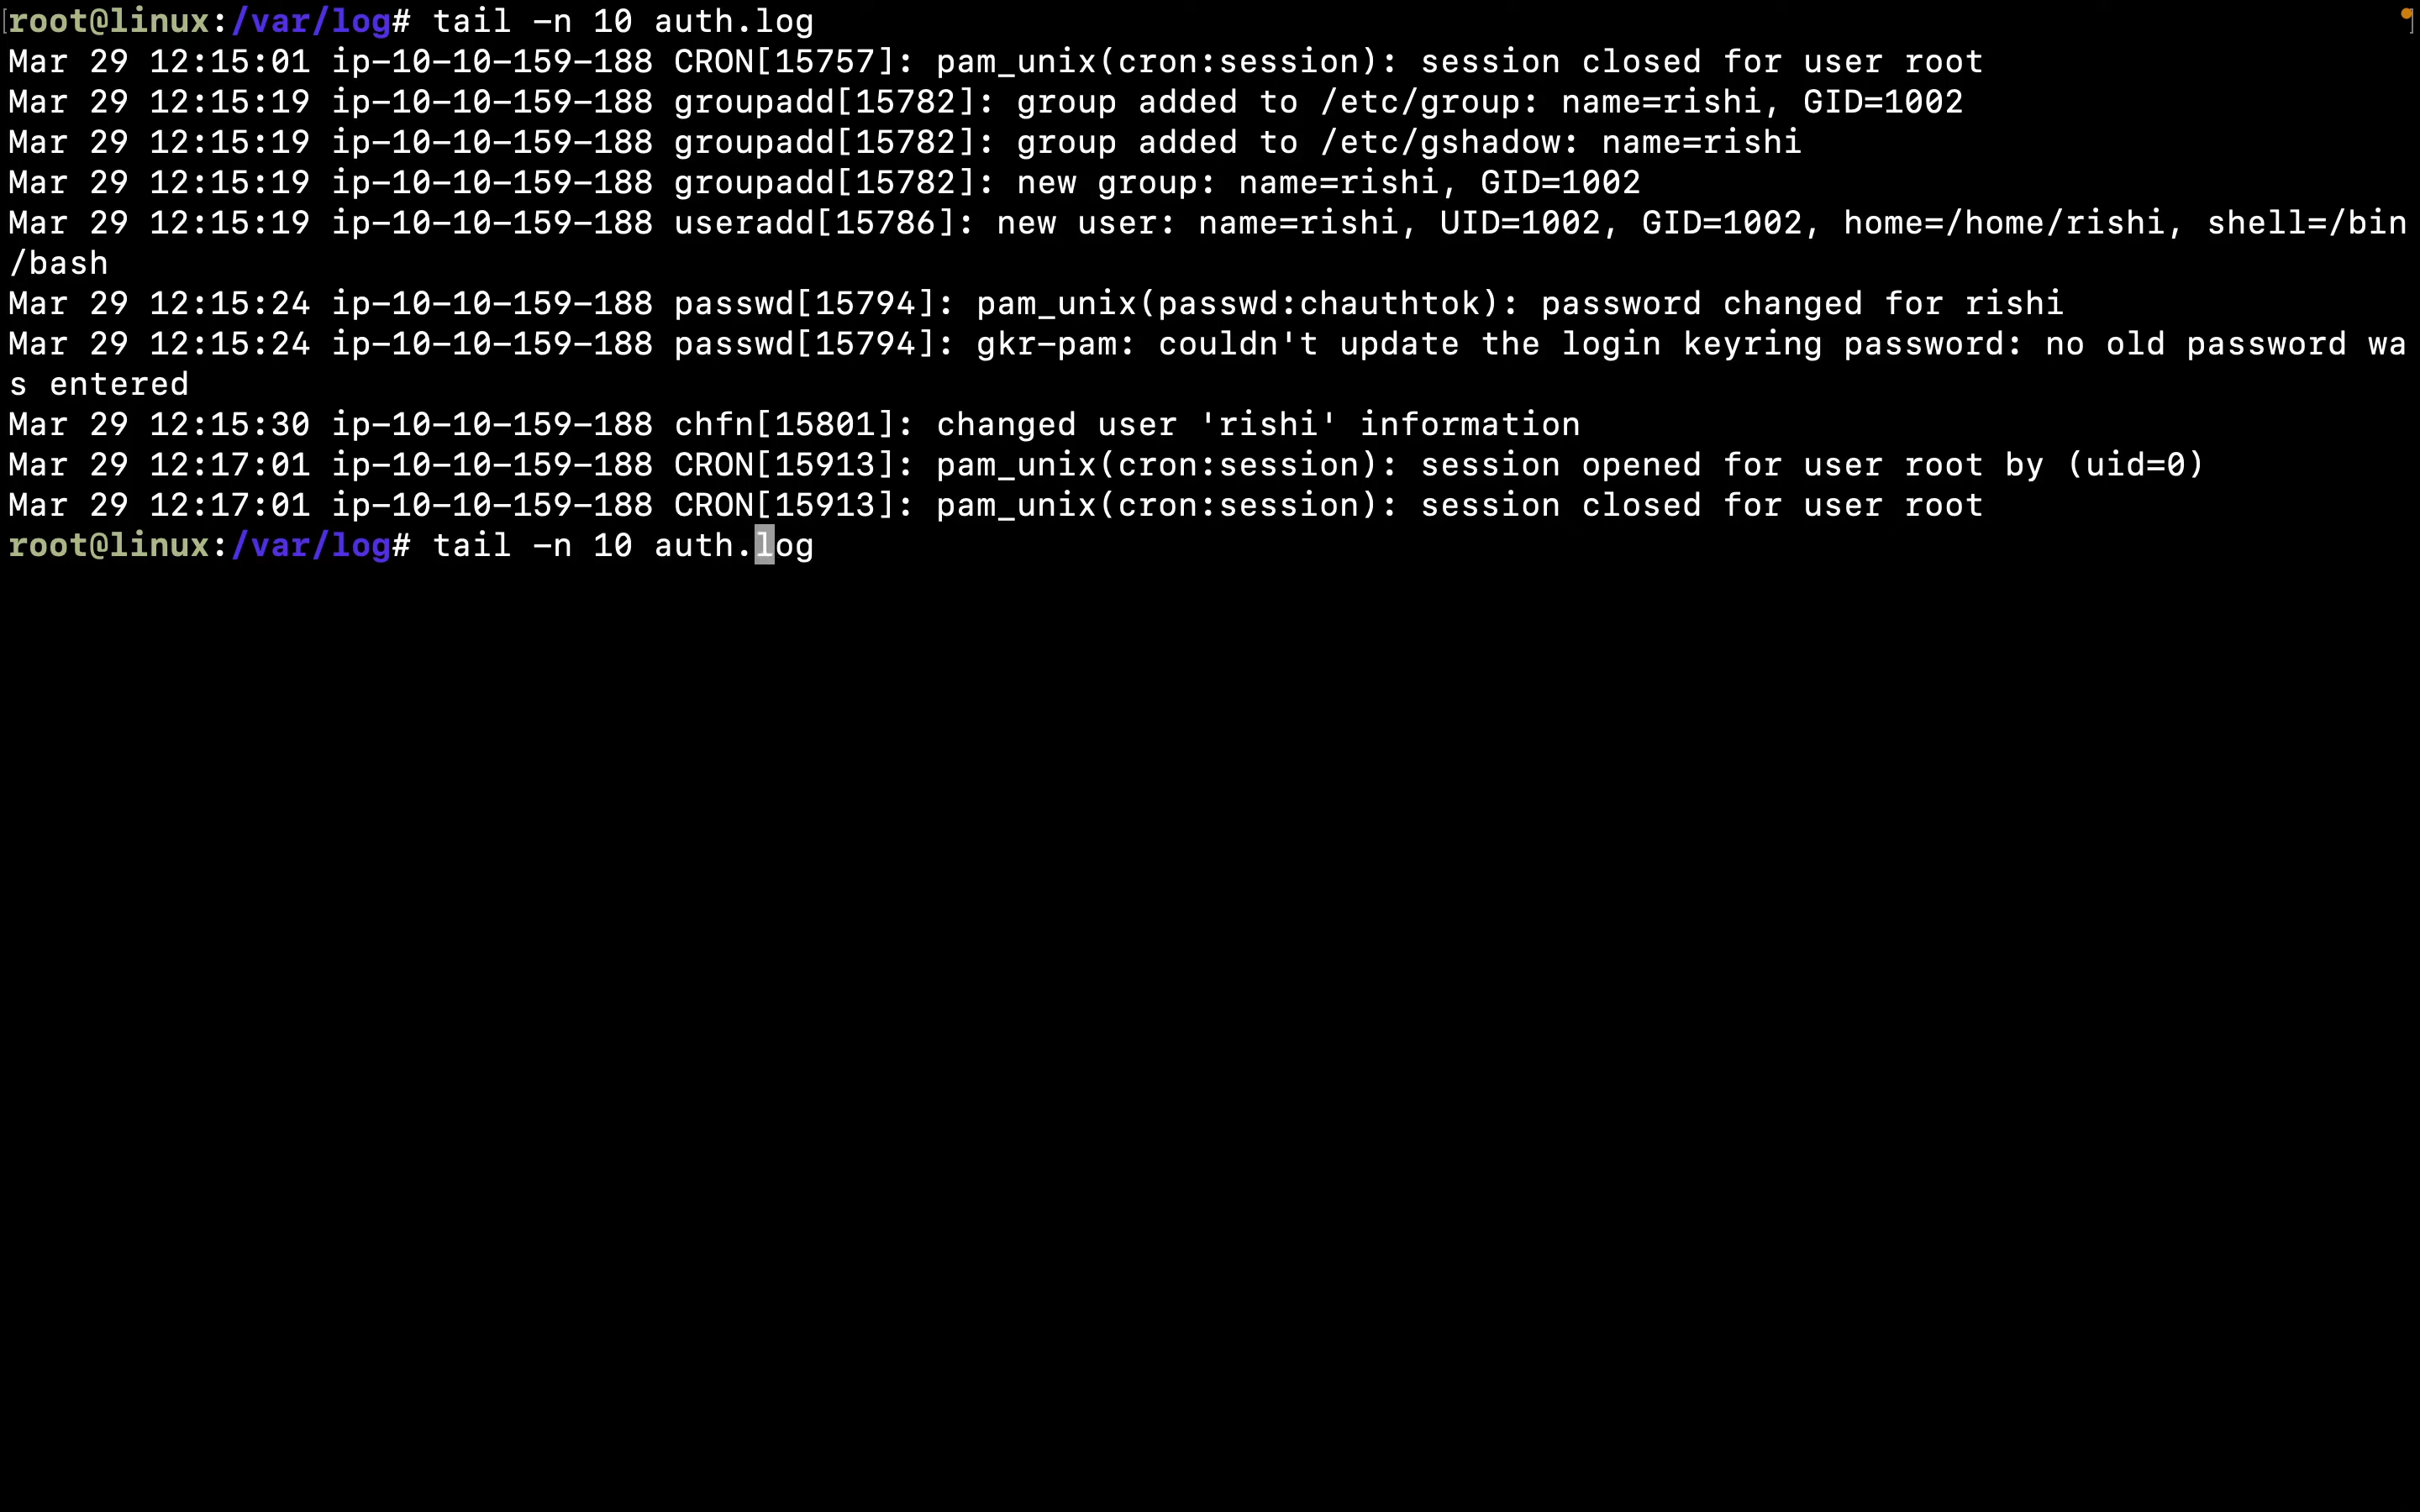 root@linux:/var/log# tail -n 10 auth.log
Mar 29 12:15:01 ip-10-10-159-188 CRON[15757]: pam_unix(cron:session): session closed for user root
Mar 29 12:15:19 ip-10-10-159-188 groupadd[15782]: group added to /etc/group: name=rishi, GID=1002
Mar 29 12:15:19 ip-10-10-159-188 groupadd[15782]: group added to /etc/gshadow: name=rishi
Mar 29 12:15:19 ip-10-10-159-188 groupadd[15782]: new group: name=rishi, GID=1002
Mar 29 12:15:19 ip-10-10-159-188 useradd[15786]: new user: name=rishi, UID=1002, GID=1002, home=/home/rishi, shell=/bin
/bash
Mar 29 12:15:24 ip-10-10-159-188 passwd[15794]: pam_unix(passwd:chauthtok): password changed for rishi
Mar 29 12:15:24 ip-10-10-159-188 passwd[15794]: gkr-pam: couldn't update the login keyring password: no old password wa
s entered
Mar 29 12:15:30 ip-10-10-159-188 chfn[15801]: changed user 'rishi' information
Mar 29 12:17:01 ip-10-10-159-188 CRON[15913]: pam_unix(cron:session): session opened for user root by (uid=0)
Mar 29 12:17:01 ip-10-10-159-188 CRON[15913]: pam_unix(cron:session): session closed for user root
root@linux:/var/log# tail -n 10 auth.log